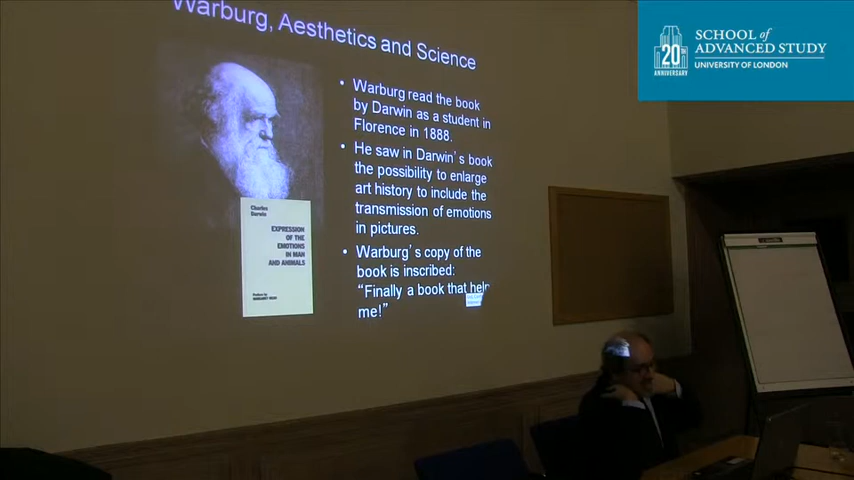 Warburg, Aesthetics and Science
• Warburg read the book
by Darwin as a student in
Florence in 1888.
• He saw in Darwin's book
the possibility to enlarge
art history to include the
transmission of emotions
in pictures.
• Warburg's copy of the
book is inscribed:
“Finally a book that help
me!”
Charles
Darwin
EXPRESSION
OF THE
EMOTIONS
IN MAN
AND ANIMALS
20
ANNIVERSARY
SCHOOL of
ADVANCED STUDY
UNIVERSITY OF LONDON